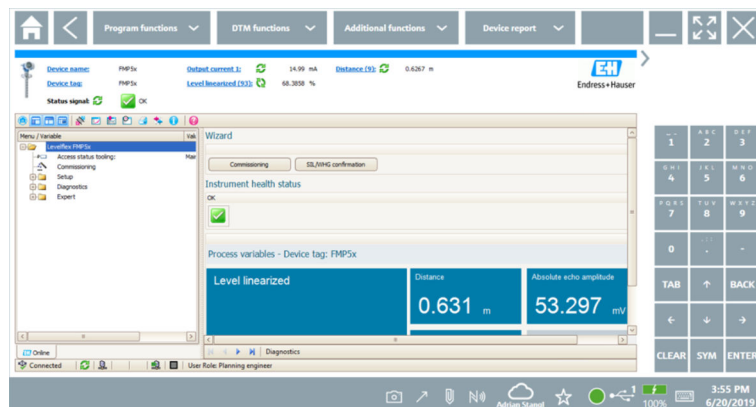 Program functions
DTM functions
Additional functions
Device report
Device name: FMP5x Output current 1: 14.99 mA Distance (9): 0.6267 m
Device tag: FMP5x Level linearized (93): 68.3858 %
Status signal: OK
EH
Endress+Hauser
Menu / Variable
Levelflex FMP5x
Access status tooling:
Commissioning
Setup
Diagnostics
Expert
Wizard
Commissioning SIL/WHG confirmation
Instrument health status
OK
Process variables - Device tag: FMP5x
Level linearized
Distance
0.631 m
Absolute echo amplitude
53.297 mV
Online
Diagnostics
Connected
User Role: Planning engineer
1 ABC 2 DEF 3
GHI 4 JKL 5 MNO 6
PQRS 7 TUV 8 WXYZ 9
0 . -
TAB BACK
CLEAR SYM ENTER
Adrian Stanol
1
100%
3:55 PM
6/20/2019